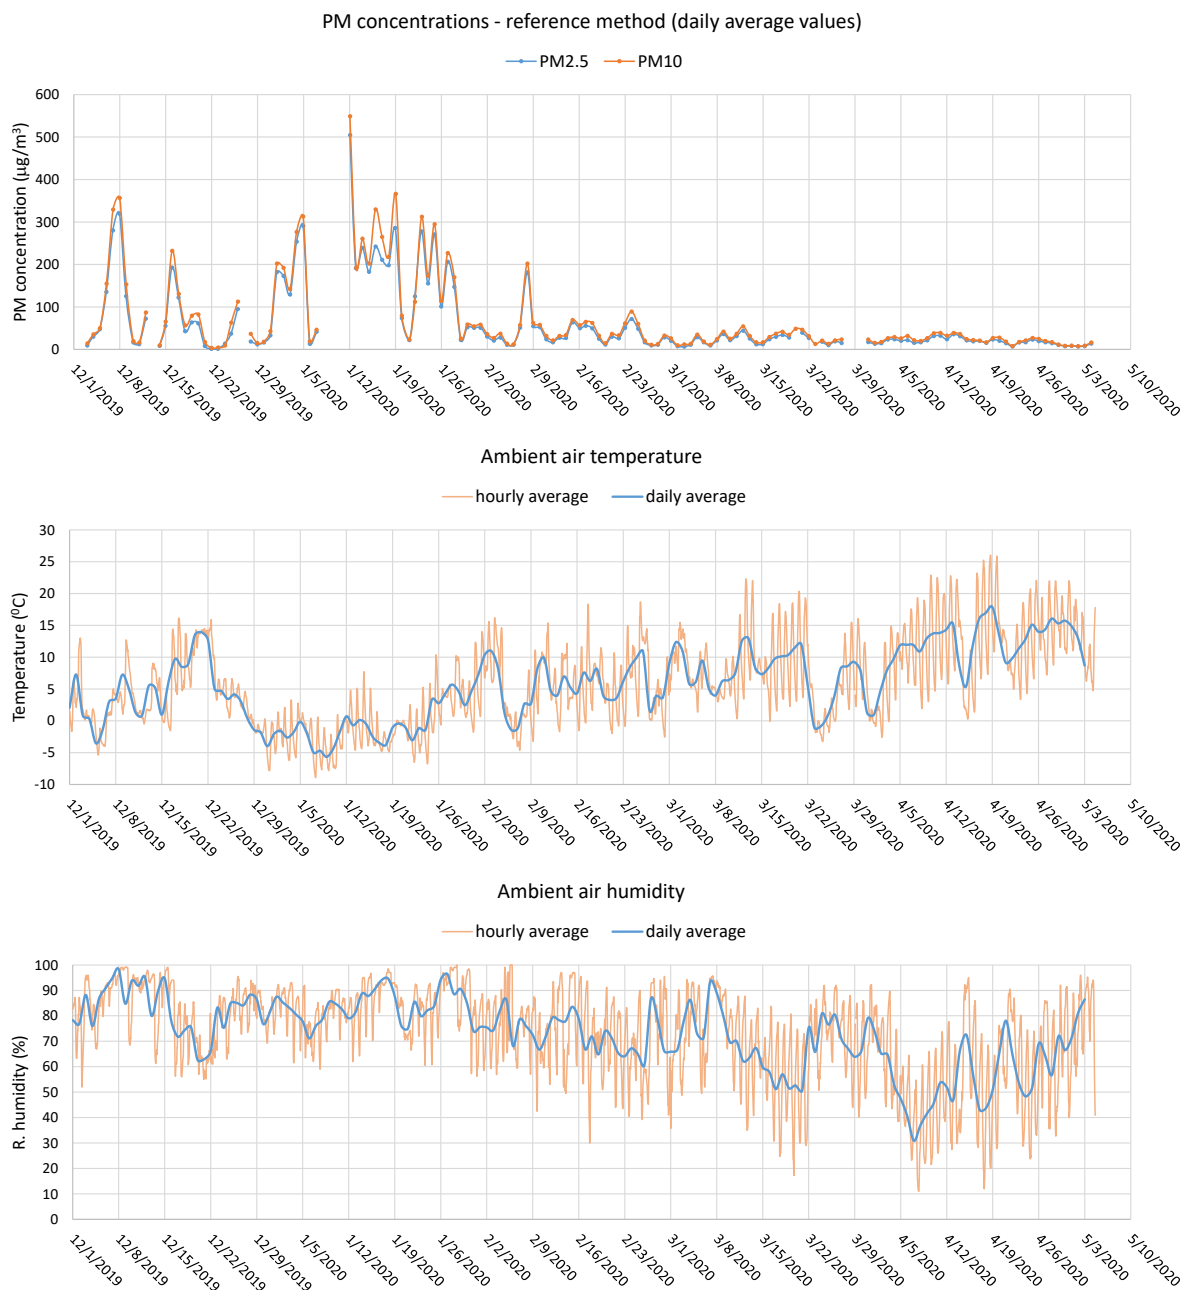 PM concentrations - reference method (daily average values)
PM2.5 PM10
PM concentration (µg/m³)
600
500
400
300
200
100
0
12/1/2019 12/8/2019 12/15/2019 12/22/2019 12/29/2019 1/5/2020 1/12/2020 1/19/2020 1/26/2020 2/2/2020 2/9/2020 2/16/2020 2/23/2020 3/1/2020 3/8/2020 3/15/2020 3/22/2020 3/29/2020 4/5/2020 4/12/2020 4/19/2020 4/26/2020 5/3/2020 5/10/2020
Ambient air temperature
hourly average daily average
Temperature (⁰C)
30
25
20
15
10
5
0
-5
-10
12/1/2019 12/8/2019 12/15/2019 12/22/2019 12/29/2019 1/5/2020 1/12/2020 1/19/2020 1/26/2020 2/2/2020 2/9/2020 2/16/2020 2/23/2020 3/1/2020 3/8/2020 3/15/2020 3/22/2020 3/29/2020 4/5/2020 4/12/2020 4/19/2020 4/26/2020 5/3/2020 5/10/2020
Ambient air humidity
hourly average daily average
R. humidity (%)
100
90
80
70
60
50
40
30
20
10
0
12/1/2019 12/8/2019 12/15/2019 12/22/2019 12/29/2019 1/5/2020 1/12/2020 1/19/2020 1/26/2020 2/2/2020 2/9/2020 2/16/2020 2/23/2020 3/1/2020 3/8/2020 3/15/2020 3/22/2020 3/29/2020 4/5/2020 4/12/2020 4/19/2020 4/26/2020 5/3/2020 5/10/2020